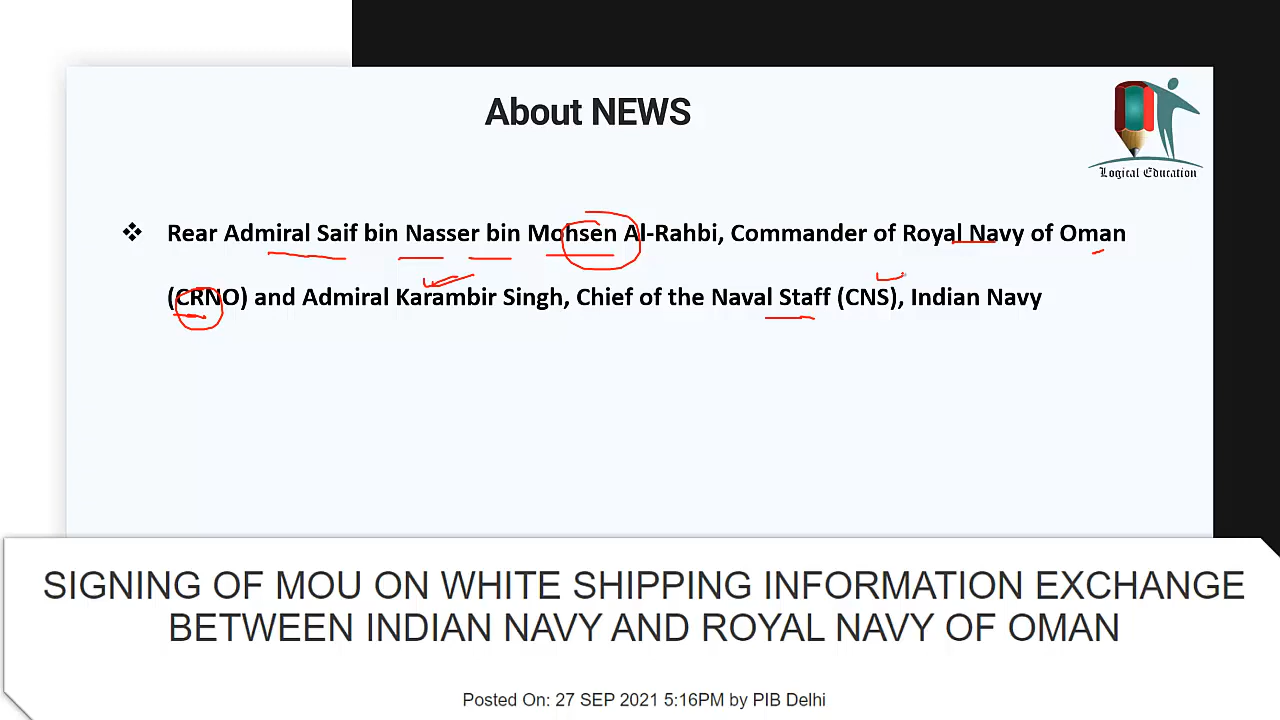 About NEWS
Logical Education
❖ Rear Admiral Saif bin Nasser bin Mohsen Al-Rahbi, Commander of Royal Navy of Oman
(CRNO) and Admiral Karambir Singh, Chief of the Naval Staff (CNS), Indian Navy
SIGNING OF MOU ON WHITE SHIPPING INFORMATION EXCHANGE
BETWEEN INDIAN NAVY AND ROYAL NAVY OF OMAN
Posted On: 27 SEP 2021 5:16PM by PIB Delhi